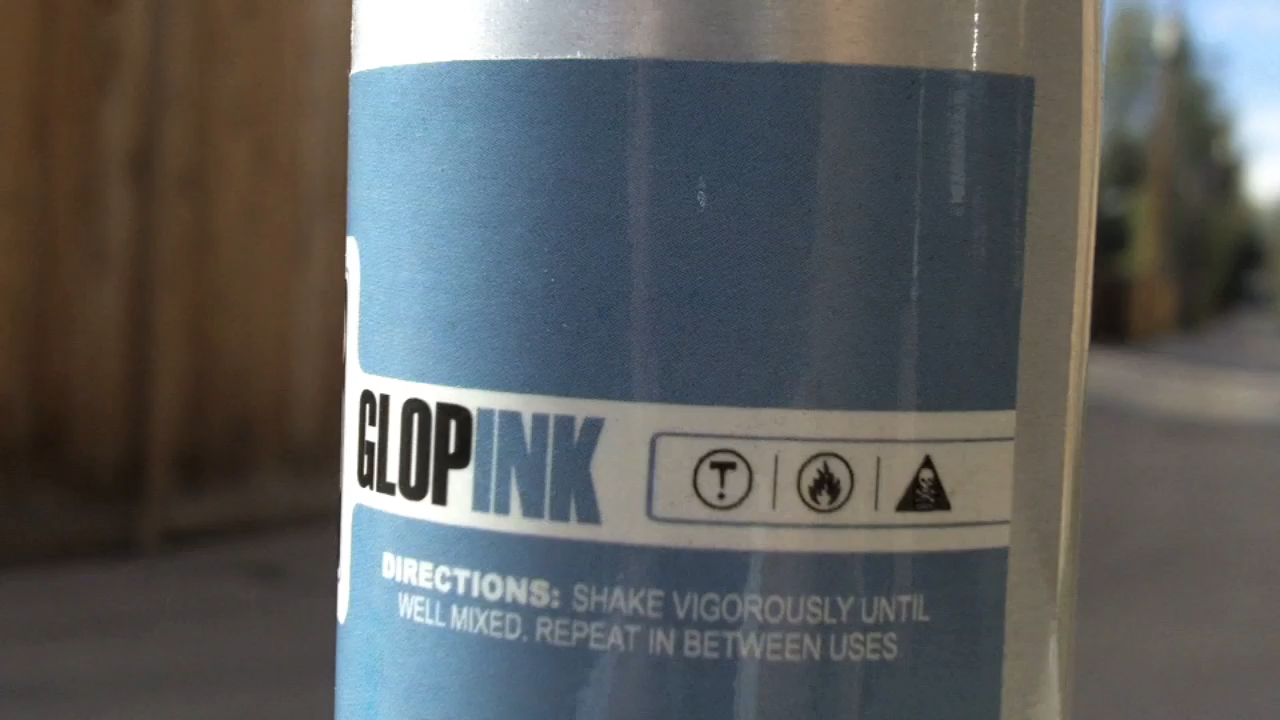 GLOPINK
T
DIRECTIONS: SHAKE VIGOROUSLY UNTIL
WELL MIXED. REPEAT IN BETWEEN USES